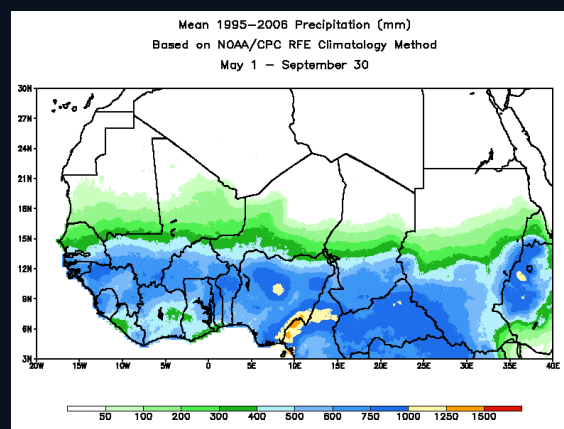 Mean 1995-2006 Precipitation (mm)
Based on NOAA/CPC RFE Climatology Method
May 1 - September 30
30N
27N
24N
21N
18N
15N
12N
9N
6N
3N
20W 15W 10W 5W 0 5E 10E 15E 20E 25E 30E 35E 40E
50 100 200 300 400 500 600 750 1000 1250 1500